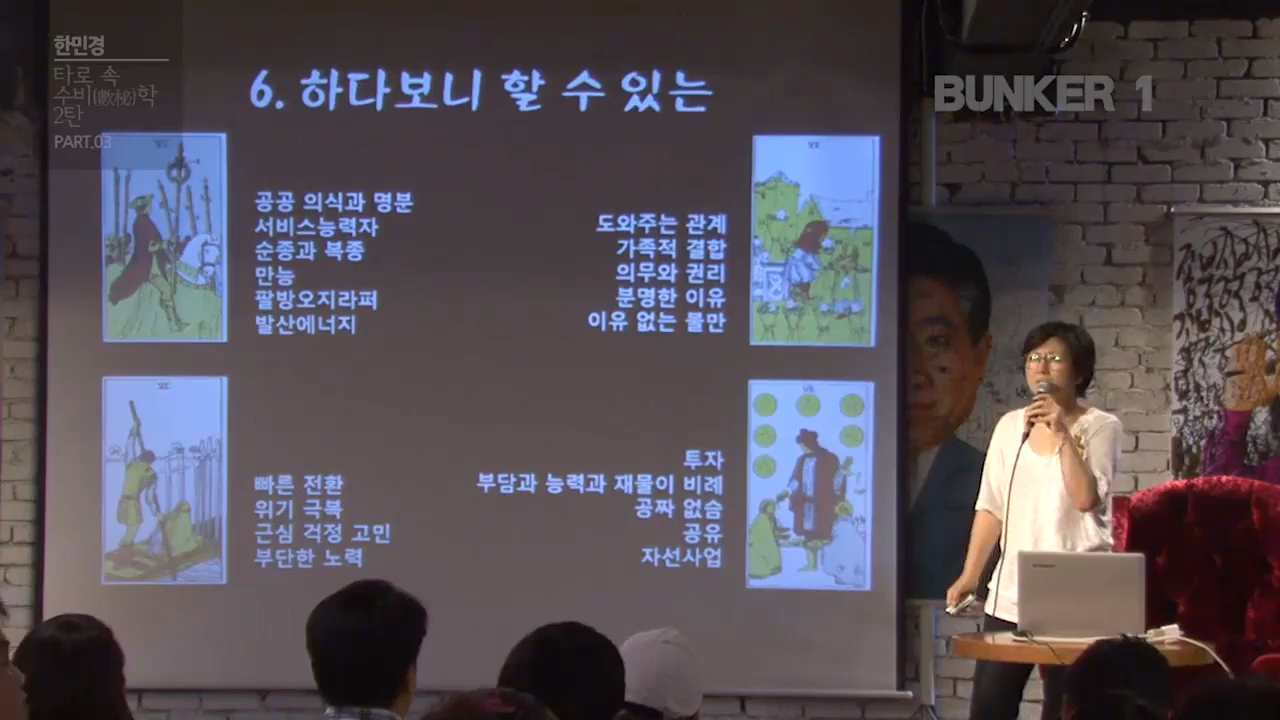 한민경
타로 속
수비(數秘)학
2탄
PART.03
BUNKER 1
6. 하다보니 할 수 있는
VI
공공 의식과 명분
서비스능력자
순종과 복종
만능
팔방오지라퍼
발산에너지
도와주는 관계
가족적 결합
의무와 권리
분명한 이유
이유 없는 불만
빠른 전환
위기 극복
근심 걱정 고민
부단한 노력
투자
부담과 능력과 재물이 비례
공짜 없슴
공유
자선사업